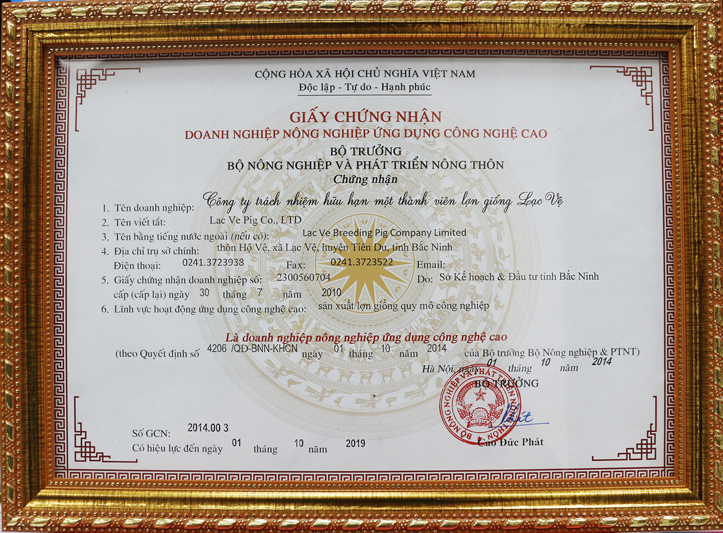 CỘNG HÒA XÃ HỘI CHỦ NGHĨA VIỆT NAM
Độc lập - Tự do - Hạnh phúc
GIẤY CHỨNG NHẬN
DOANH NGHIỆP NÔNG NGHIỆP ỨNG DỤNG CÔNG NGHỆ CAO
BỘ TRƯỞNG
BỘ NÔNG NGHIỆP VÀ PHÁT TRIỂN NÔNG THÔN
Chứng nhận
1. Tên doanh nghiệp: Công ty trách nhiệm hữu hạn một thành viên lợn giống Lạc Vệ
2. Tên viết tắt: Lac Ve Pig Co., LTD
3. Tên bằng tiếng nước ngoài (nếu có): Lac Ve Breeding Pig Company Limited
4. Địa chỉ trụ sở chính: thôn Hộ Vệ, xã Lạc Vệ, huyện Tiên Du, tỉnh Bắc Ninh
Điện thoại: 0241.3723938 Fax: 0241.3723522 Email:
5. Giấy chứng nhận doanh nghiệp số: 2300560704 Do: Sở Kế hoạch & Đầu tư tỉnh Bắc Ninh
cấp (cấp lại) ngày 30 tháng 7 năm 2010
6. Lĩnh vực hoạt động ứng dụng công nghệ cao: sản xuất lợn giống quy mô công nghiệp
Là doanh nghiệp nông nghiệp ứng dụng công nghệ cao
(theo Quyết định số 4206 /QĐ-BNN-KHCN ngày 01 tháng 10 năm 2014 của Bộ trưởng Bộ Nông nghiệp & PTNT)
Hà Nội, ngày 01 tháng 10 năm 2014
BỘ TRƯỞNG
BỘ NÔNG NGHIỆP VÀ PHÁT TRIỂN NÔNG THÔN
Cao Đức Phát
Số GCN: 2014.00 3
Có hiệu lực đến ngày 01 tháng 10 năm 2019